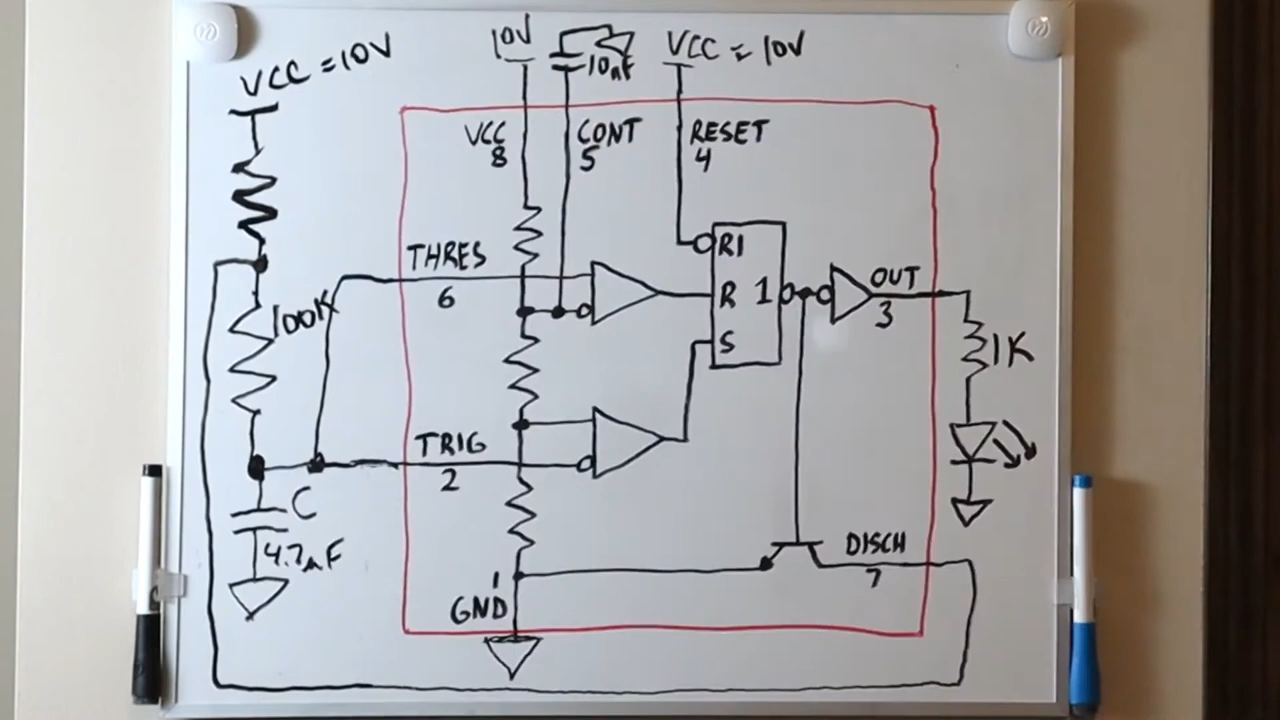 VCC = 10V
10V
10nF
VCC = 10V
VCC
8
CONT
5
RESET
4
THRES
6
R1
R
1
S
OUT
3
100K
1K
TRIG
2
C
4.7uF
DISCH
7
1
GND